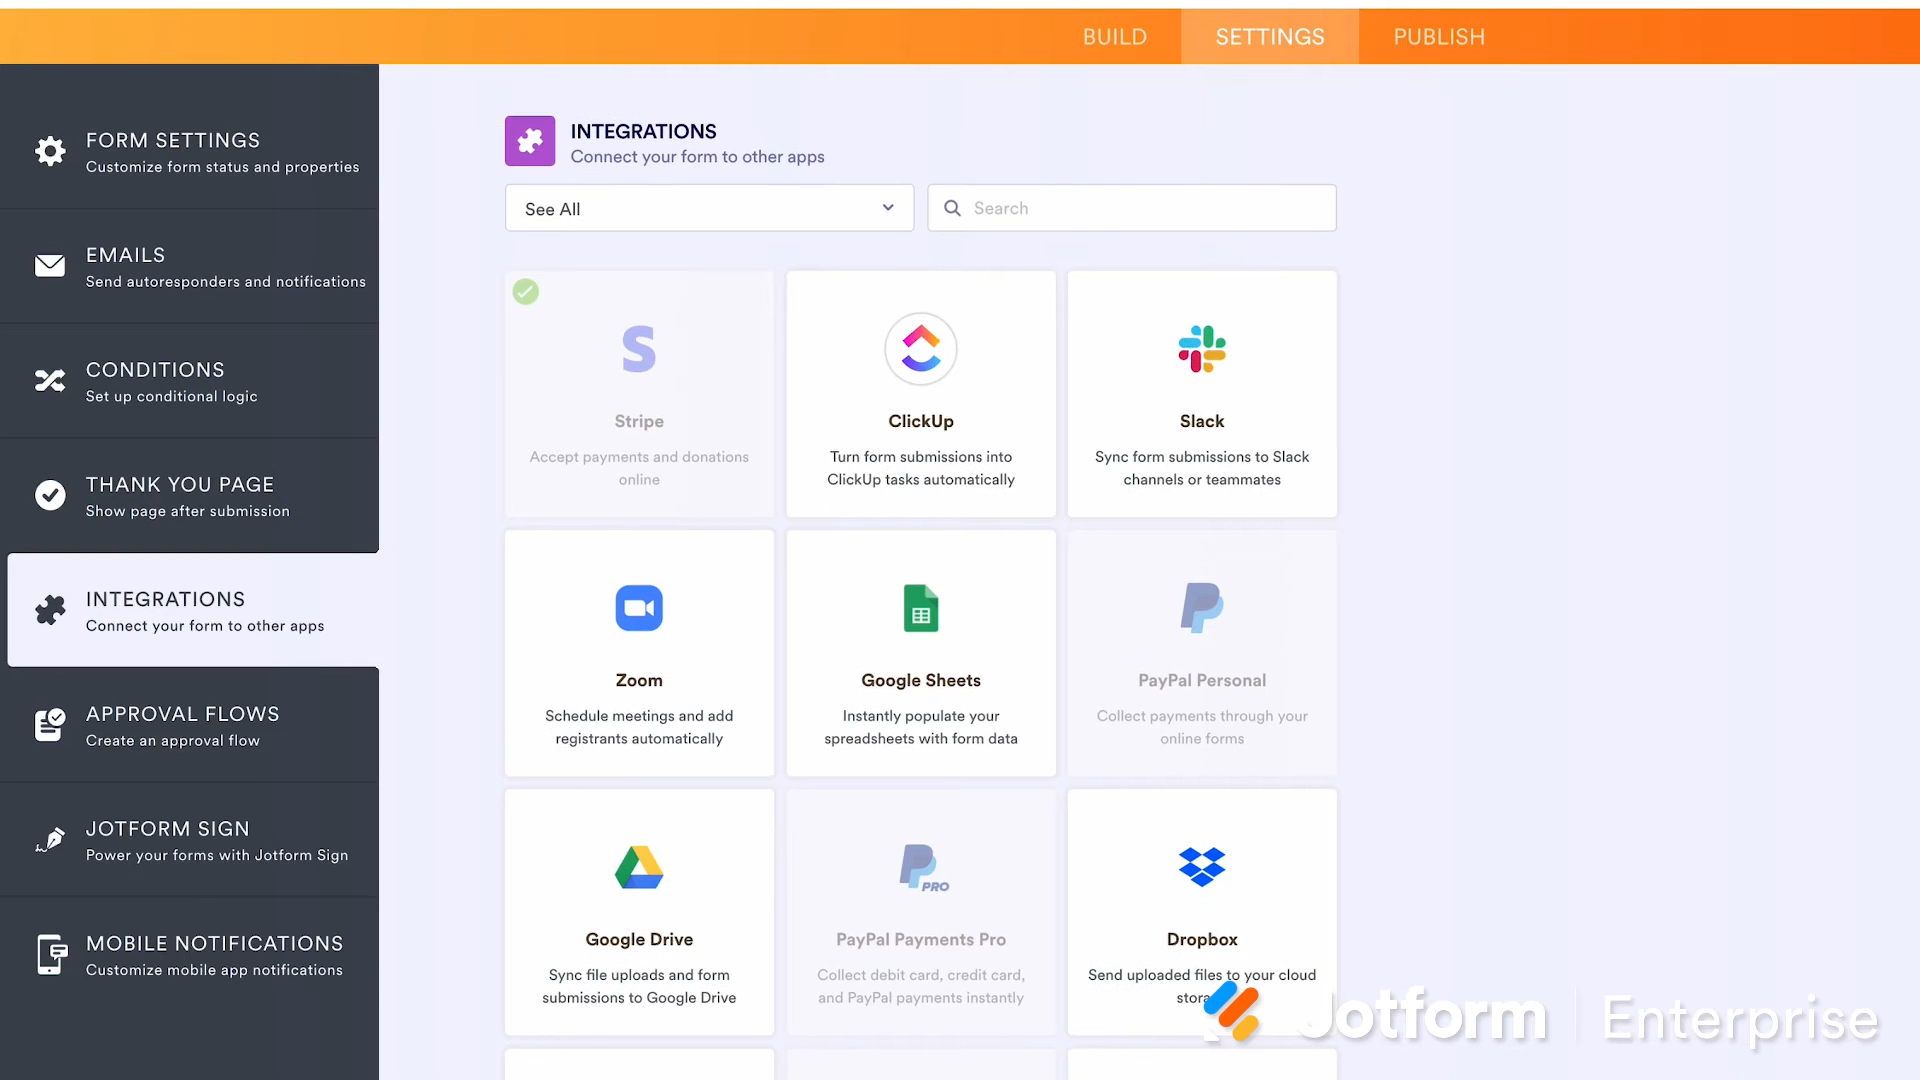 BUILD
SETTINGS
PUBLISH
FORM SETTINGS
Customize form status and properties
EMAILS
Send autoresponders and notifications
CONDITIONS
Set up conditional logic
THANK YOU PAGE
Show page after submission
INTEGRATIONS
Connect your form to other apps
APPROVAL FLOWS
Create an approval flow
JOTFORM SIGN
Power your forms with Jotform Sign
MOBILE NOTIFICATIONS
Customize mobile app notifications
INTEGRATIONS
Connect your form to other apps
See All
Search
Stripe
Accept payments and donations
online
ClickUp
Turn form submissions into
ClickUp tasks automatically
Slack
Sync form submissions to Slack
channels or teammates
Zoom
Schedule meetings and add
registrants automatically
Google Sheets
Instantly populate your
spreadsheets with form data
PayPal Personal
Collect payments through your
online forms
Google Drive
Sync file uploads and form
submissions to Google Drive
PRO
PayPal Payments Pro
Collect debit card, credit card,
and PayPal payments instantly
Dropbox
Send uploaded files to your cloud
Jotform Enterprise